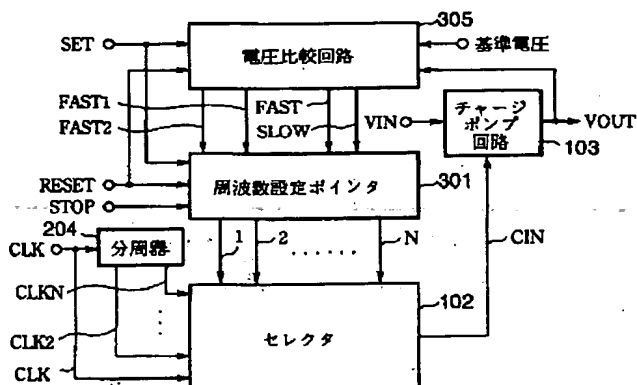 305
SET
電圧比較回路
基準電圧
FAST1
FAST2
FAST
SLOW
VIN
チャージ
ポンプ
回路
VOUT
103
RESET
STOP
周波数設定ポインタ
301
204
CLK
分周器
1
2
......
N
CIN
CLKN
102
CLK2
セレクタ
CLK